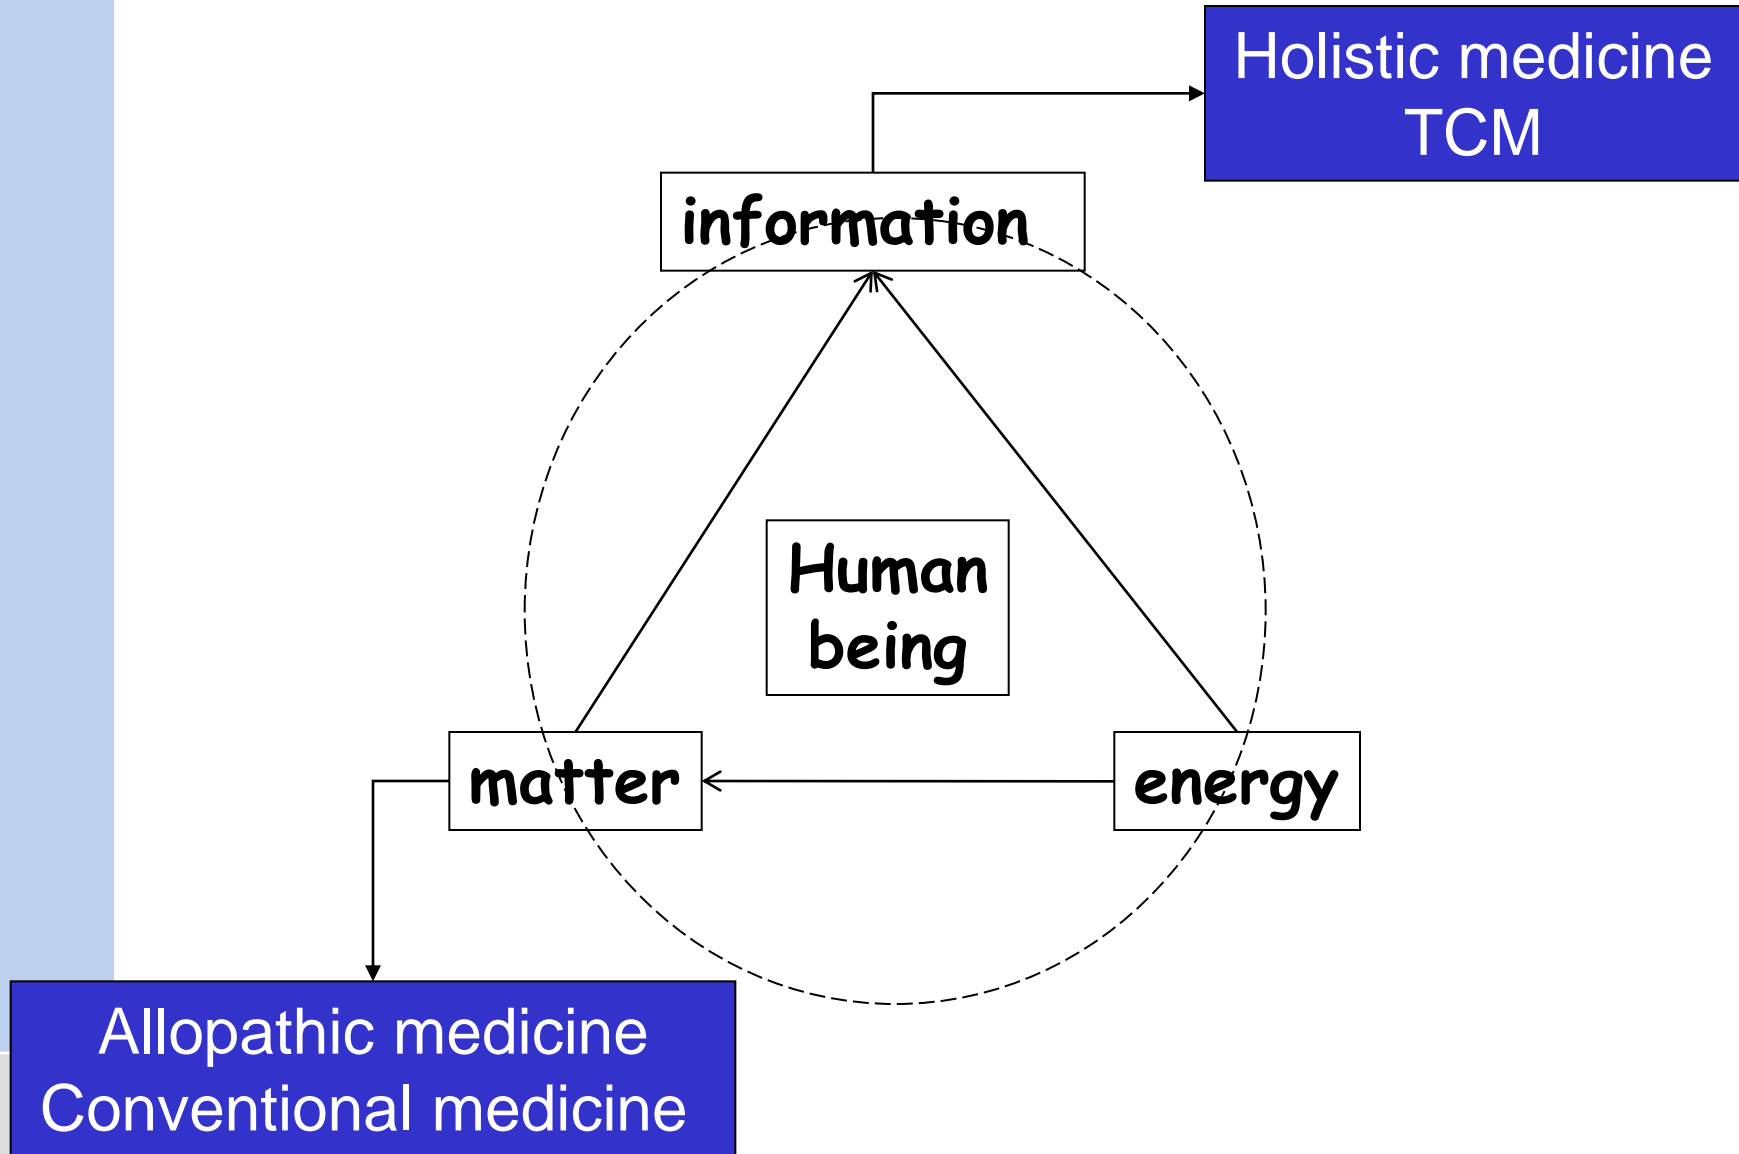 Holistic medicine
TCM
information
Human
being
matter
energy
Allopathic medicine
Conventional medicine